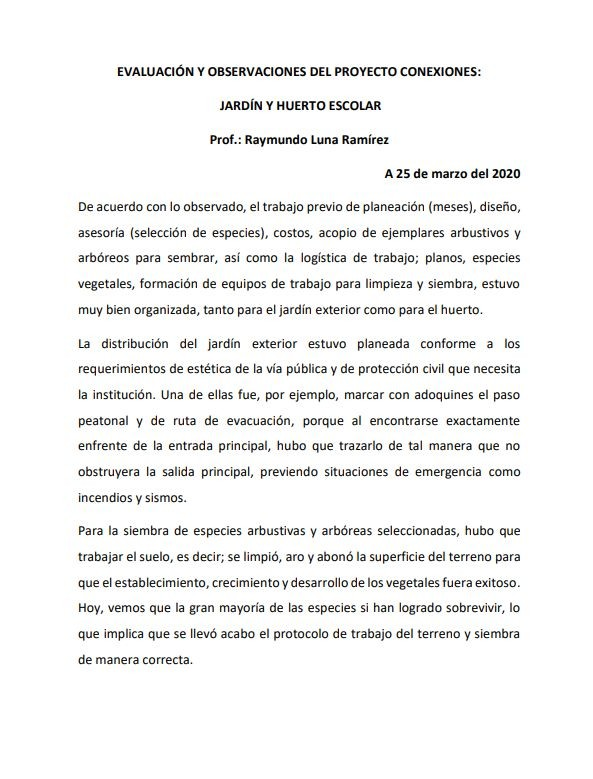 EVALUACIÓN Y OBSERVACIONES DEL PROYECTO CONEXIONES:
JARDÍN Y HUERTO ESCOLAR
Prof.: Raymundo Luna Ramírez
A 25 de marzo del 2020
De acuerdo con lo observado, el trabajo previo de planeación (meses), diseño,
asesoría (selección de especies), costos, acopio de ejemplares arbustivos y
arbóreos para sembrar, así como la logística de trabajo; planos, especies
vegetales, formación de equipos de trabajo para limpieza y siembra, estuvo
muy bien organizada, tanto para el jardín exterior como para el huerto.
La distribución del jardín exterior estuvo planeada conforme a los
requerimientos de estética de la vía pública y de protección civil que necesita
la institución. Una de ellas fue, por ejemplo, marcar con adoquines el paso
peatonal y de ruta de evacuación, porque al encontrarse exactamente
enfrente de la entrada principal, hubo que trazarlo de tal manera que no
obstruyera la salida principal, previendo situaciones de emergencia como
incendios y sismos.
Para la siembra de especies arbustivas y arbóreas seleccionadas, hubo que
trabajar el suelo, es decir; se limpió, aro y abonó la superficie del terreno para
que el establecimiento, crecimiento y desarrollo de los vegetales fuera exitoso.
Hoy, vemos que la gran mayoría de las especies si han logrado sobrevivir, lo
que implica que se llevó acabo el protocolo de trabajo del terreno y siembra
de manera correcta.